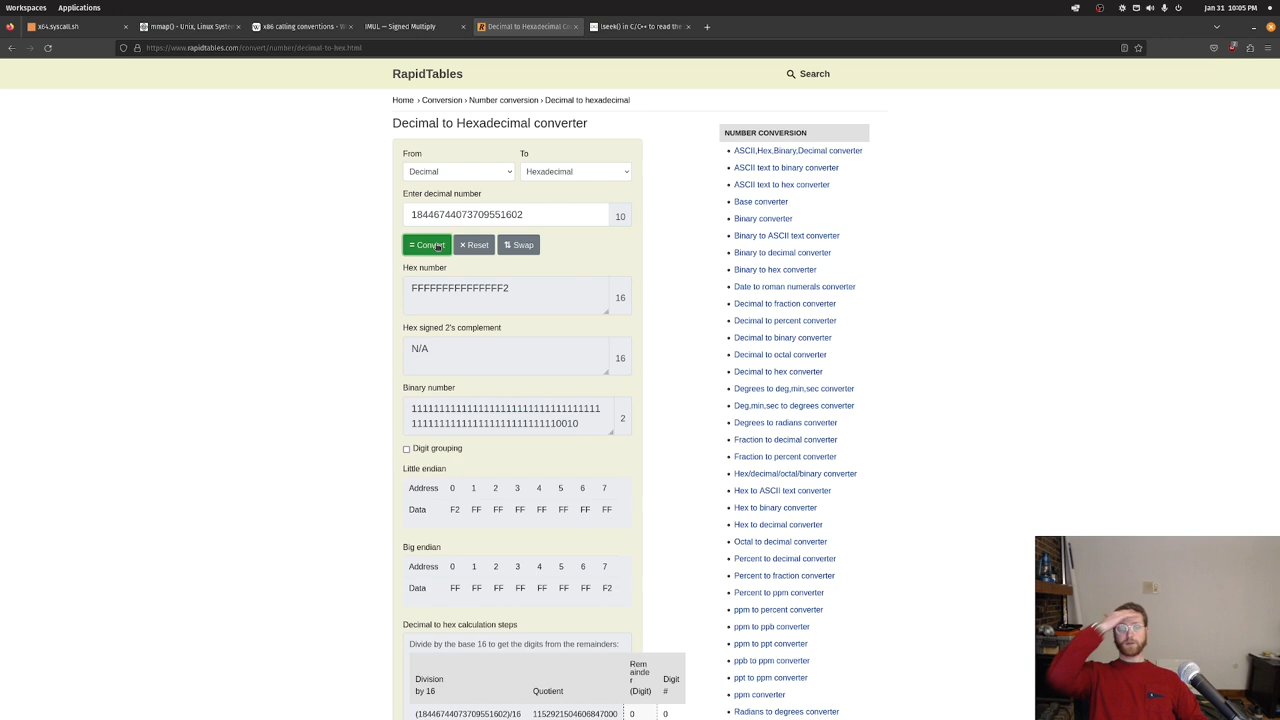 Workspaces Applications
Jan 31 10:05 PM
x64.syscall.sh
mmap() - Unix, Linux Syste
x86 calling conventions - W
IMUL — Signed Multiply
Decimal to Hexadecimal Co
lseek() in C/C++ to read the
https://www.rapidtables.com/convert/number/decimal-to-hex.html
RapidTables
Search
Home › Conversion › Number conversion › Decimal to hexadecimal
Decimal to Hexadecimal converter
From
To
Decimal
Hexadecimal
Enter decimal number
18446744073709551602
10
= Convert
× Reset
Swap
Hex number
FFFFFFFFFFFFFFF2
16
Hex signed 2's complement
N/A
16
Binary number
1111111111111111111111111111111111
111111111111111111111111110010
2
Digit grouping
Little endian
Address 0 1 2 3 4 5 6 7
Data F2 FF FF FF FF FF FF FF
Big endian
Address 0 1 2 3 4 5 6 7
Data FF FF FF FF FF FF FF F2
Decimal to hex calculation steps
Divide by the base 16 to get the digits from the remainders:
Division
by 16
Quotient
Rem
ainde
r
(Digit)
Digit
#
(18446744073709551602)/16 1152921504606847000 0 0
NUMBER CONVERSION
ASCII,Hex,Binary,Decimal converter
ASCII text to binary converter
ASCII text to hex converter
Base converter
Binary converter
Binary to ASCII text converter
Binary to decimal converter
Binary to hex converter
Date to roman numerals converter
Decimal to fraction converter
Decimal to percent converter
Decimal to binary converter
Decimal to octal converter
Decimal to hex converter
Degrees to deg,min,sec converter
Deg,min,sec to degrees converter
Degrees to radians converter
Fraction to decimal converter
Fraction to percent converter
Hex/decimal/octal/binary converter
Hex to ASCII text converter
Hex to binary converter
Hex to decimal converter
Octal to decimal converter
Percent to decimal converter
Percent to fraction converter
Percent to ppm converter
ppm to percent converter
ppm to ppb converter
ppm to ppt converter
ppb to ppm converter
ppt to ppm converter
ppm converter
Radians to degrees converter